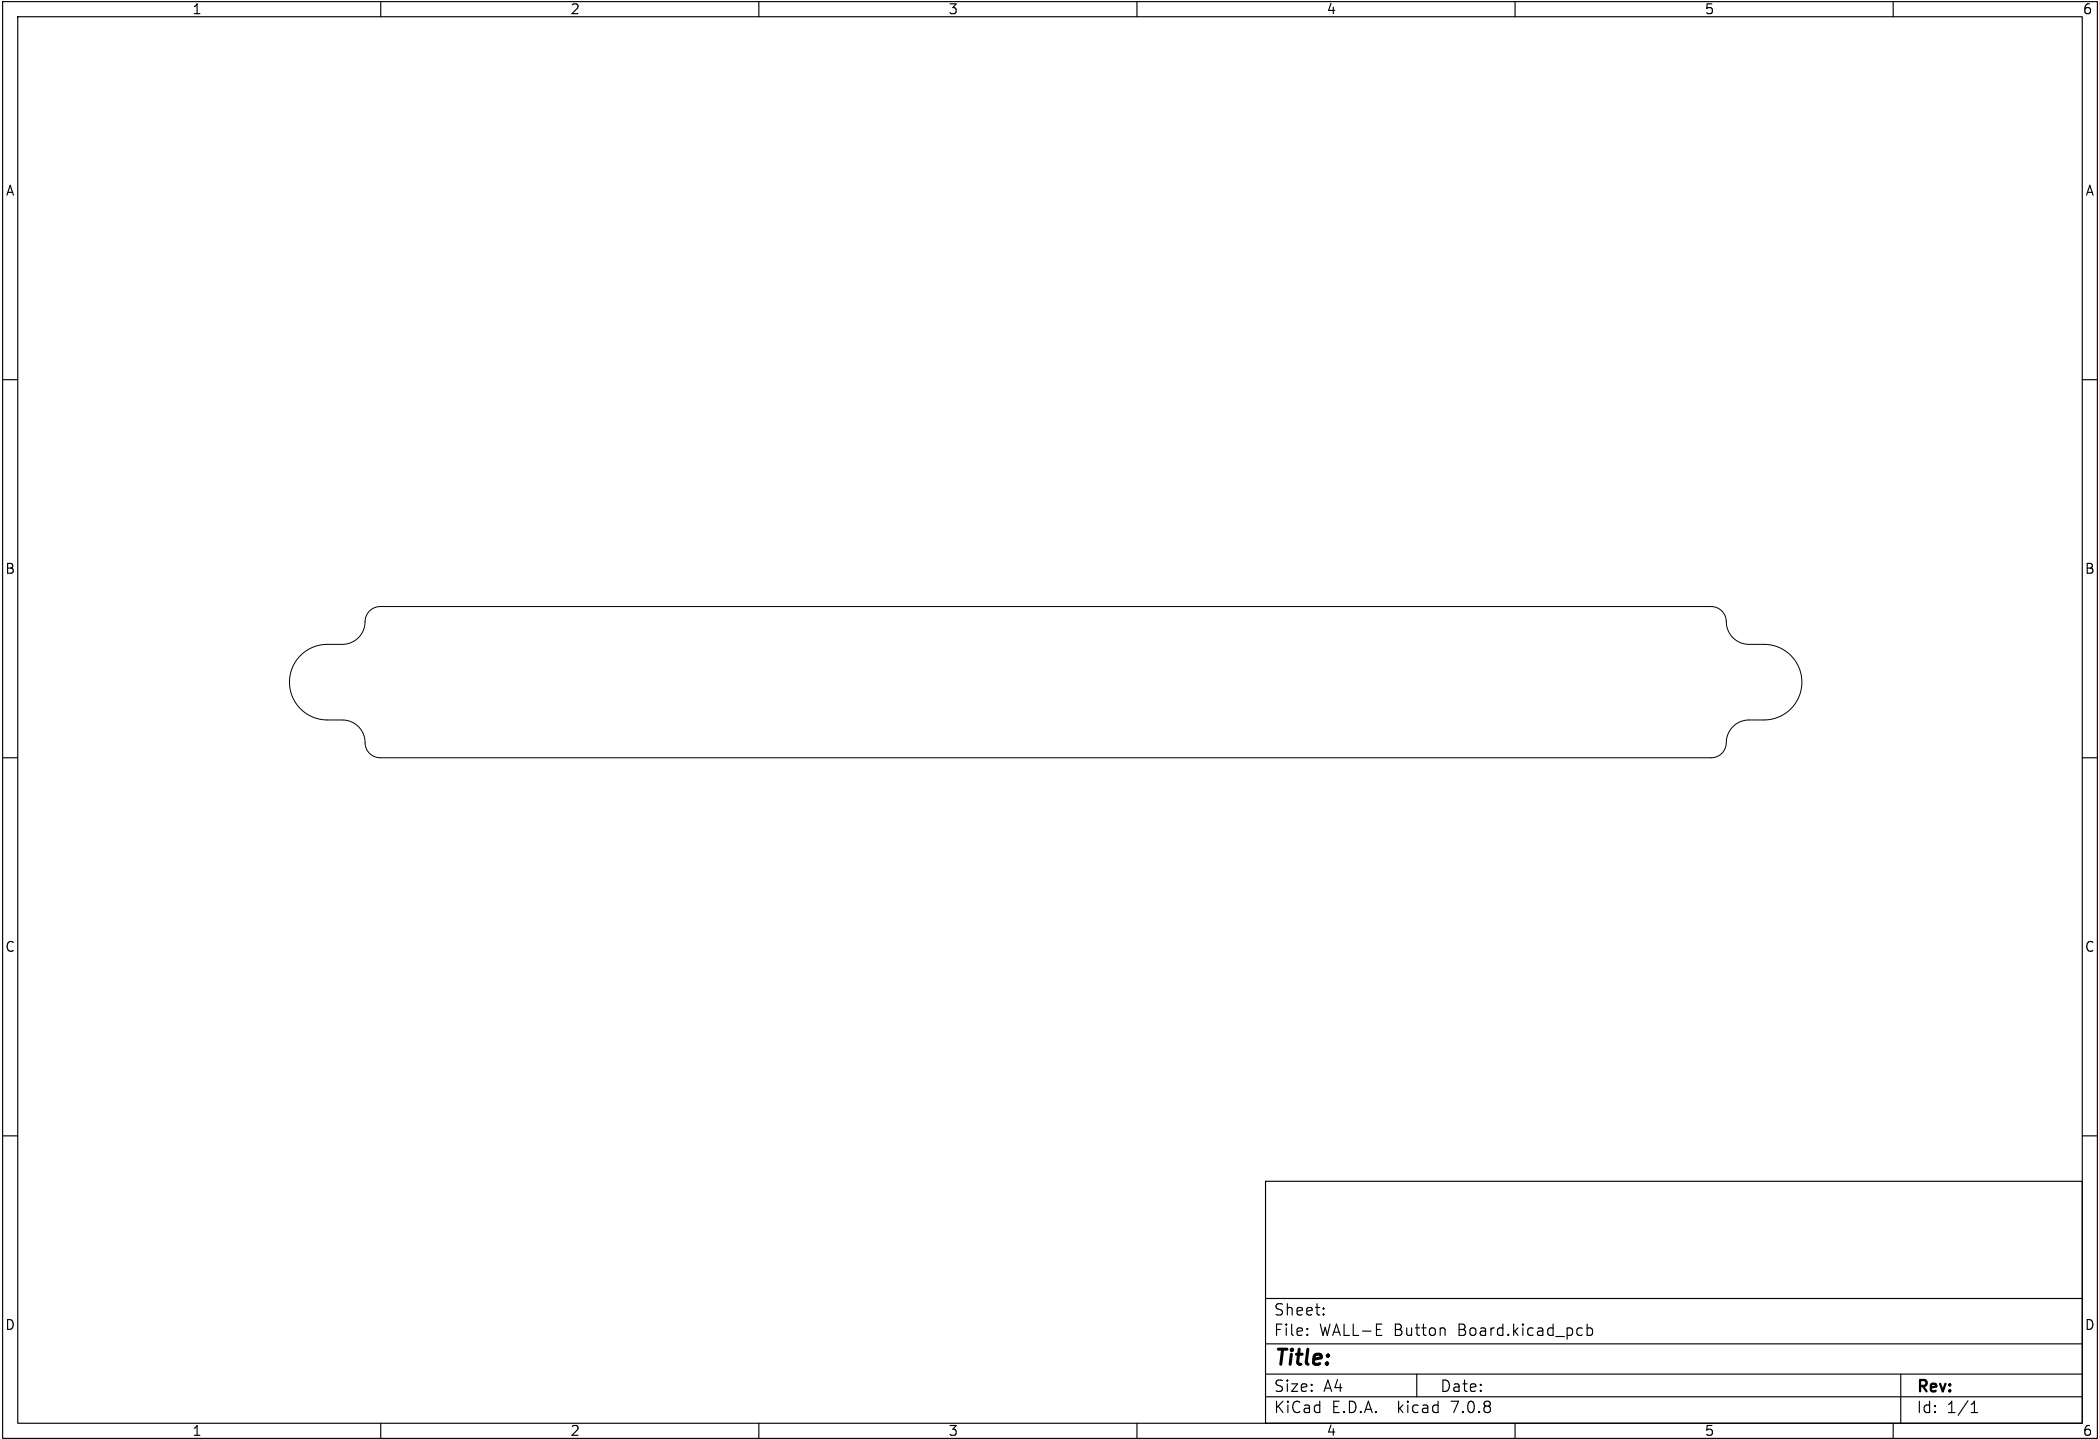 1 2 3 4 5 6
A A
B B
C C
Sheet:
File: WALL-E Button Board.kicad_pcb
D D
Title:
Size: A4 Date: Rev:
KiCad E.D.A. kicad 7.0.8 Id: 1/1
1 2 3 4 5 6